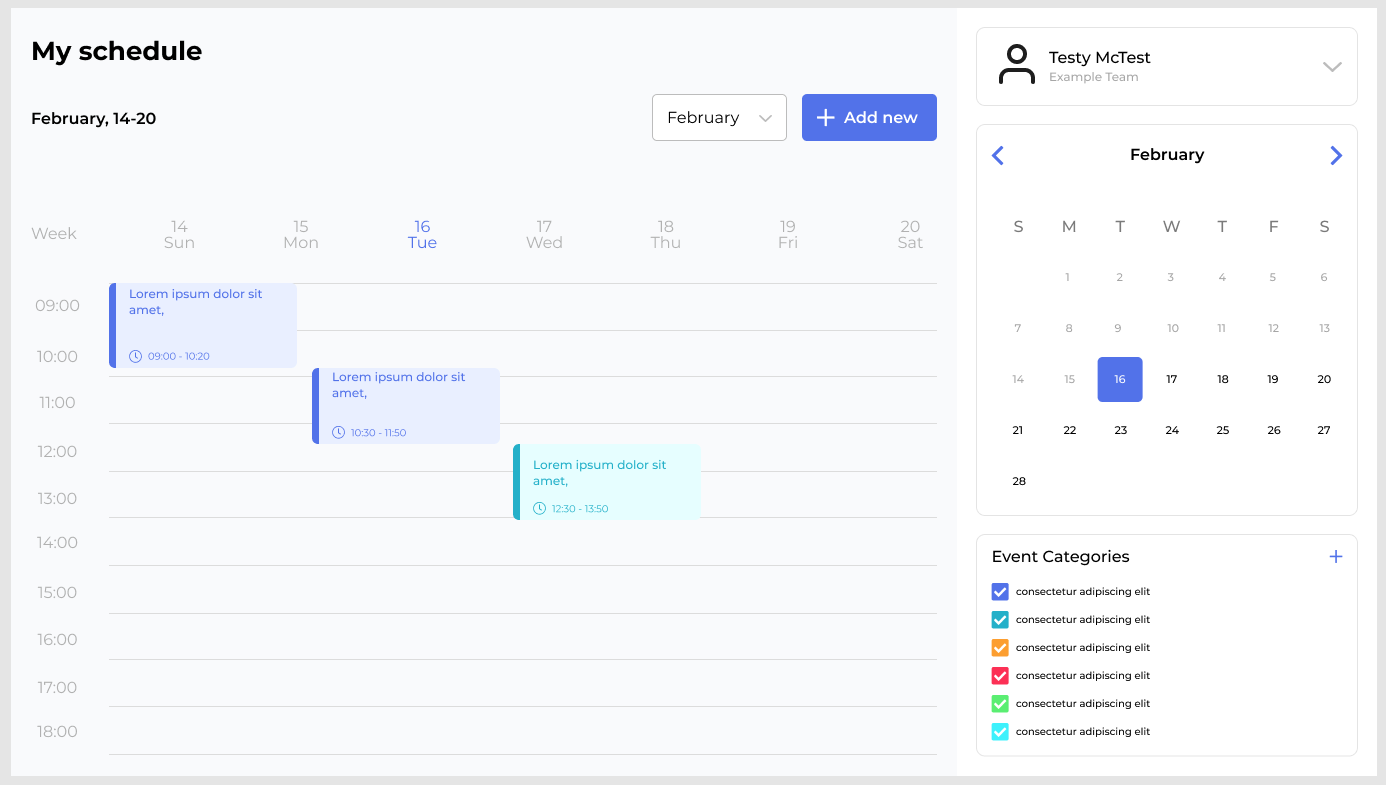 My schedule
February, 14-20
February
Add new
Week
14 15 16 17 18 19 20
Sun Mon Tue Wed Thu Fri Sat
09:00
Lorem ipsum dolor sit
amet,
09:00 - 10:20
10:00
Lorem ipsum dolor sit
amet,
10:30 - 11:50
11:00
12:00
Lorem ipsum dolor sit
amet,
12:30 - 13:50
13:00
14:00
15:00
16:00
17:00
18:00
Testy McTest
Example Team
February
S M T W T F S
1 2 3 4 5 6
7 8 9 10 11 12 13
14 15 16 17 18 19 20
21 22 23 24 25 26 27
28
Event Categories
consectetur adipiscing elit
consectetur adipiscing elit
consectetur adipiscing elit
consectetur adipiscing elit
consectetur adipiscing elit
consectetur adipiscing elit